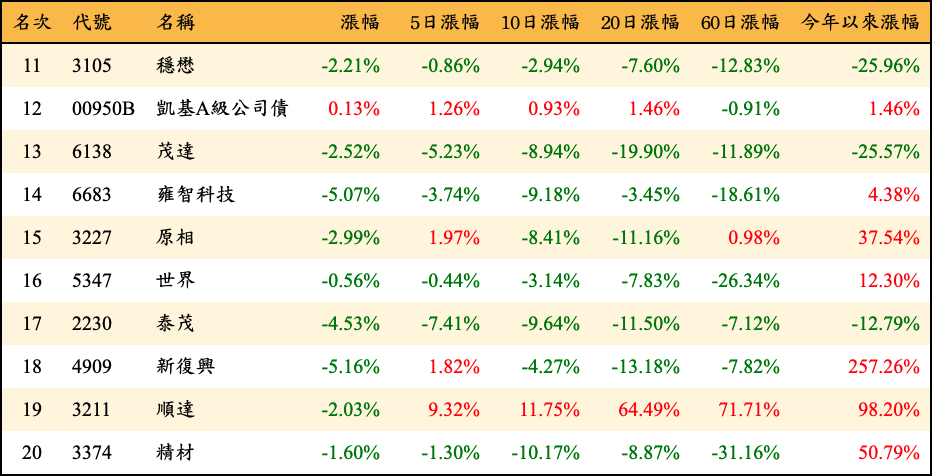 名次 代號 名稱 漲幅 5日漲幅 10日漲幅 20日漲幅 60日漲幅 今年以來漲幅
11 3105 穩懋 -2.21% -0.86% -2.94% -7.60% -12.83% -25.96%
12 00950B 凱基A級公司債 0.13% 1.26% 0.93% 1.46% -0.91% 1.46%
13 6138 茂達 -2.52% -5.23% -8.94% -19.90% -11.89% -25.57%
14 6683 雍智科技 -5.07% -3.74% -9.18% -3.45% -18.61% 4.38%
15 3227 原相 -2.99% 1.97% -8.41% -11.16% 0.98% 37.54%
16 5347 世界 -0.56% -0.44% -3.14% -7.83% -26.34% 12.30%
17 2230 泰茂 -4.53% -7.41% -9.64% -11.50% -7.12% -12.79%
18 4909 新復興 -5.16% 1.82% -4.27% -13.18% -7.82% 257.26%
19 3211 順達 -2.03% 9.32% 11.75% 64.49% 71.71% 98.20%
20 3374 精材 -1.60% -1.30% -10.17% -8.87% -31.16% 50.79%